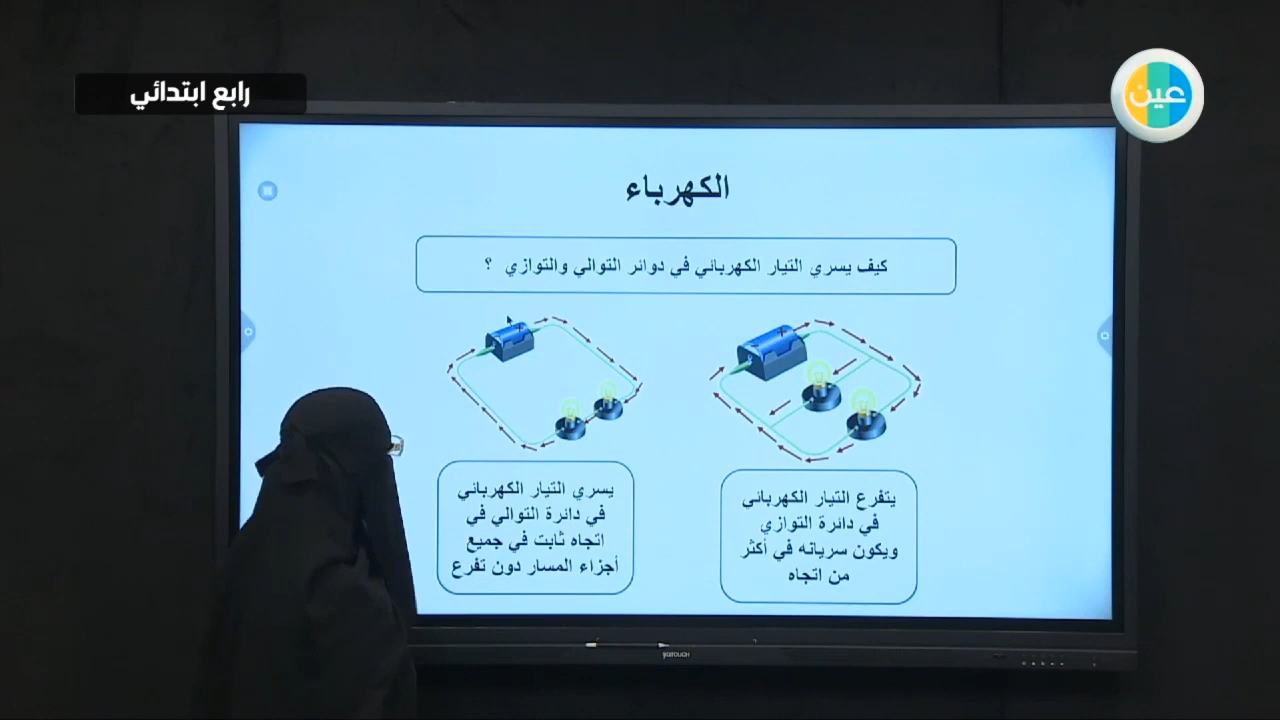 رابع ابتدائي
عين
الكهرباء
كيف يسري التيار الكهربائي في دوائر التوالي والتوازي ؟
يتفرع التيار الكهربائي
في دائرة التوازي
ويكون سريانه في أكثر
من اتجاه
يسري التيار الكهربائي
في دائرة التوالي في
اتجاه ثابت في جميع
أجزاء المسار دون تفرع